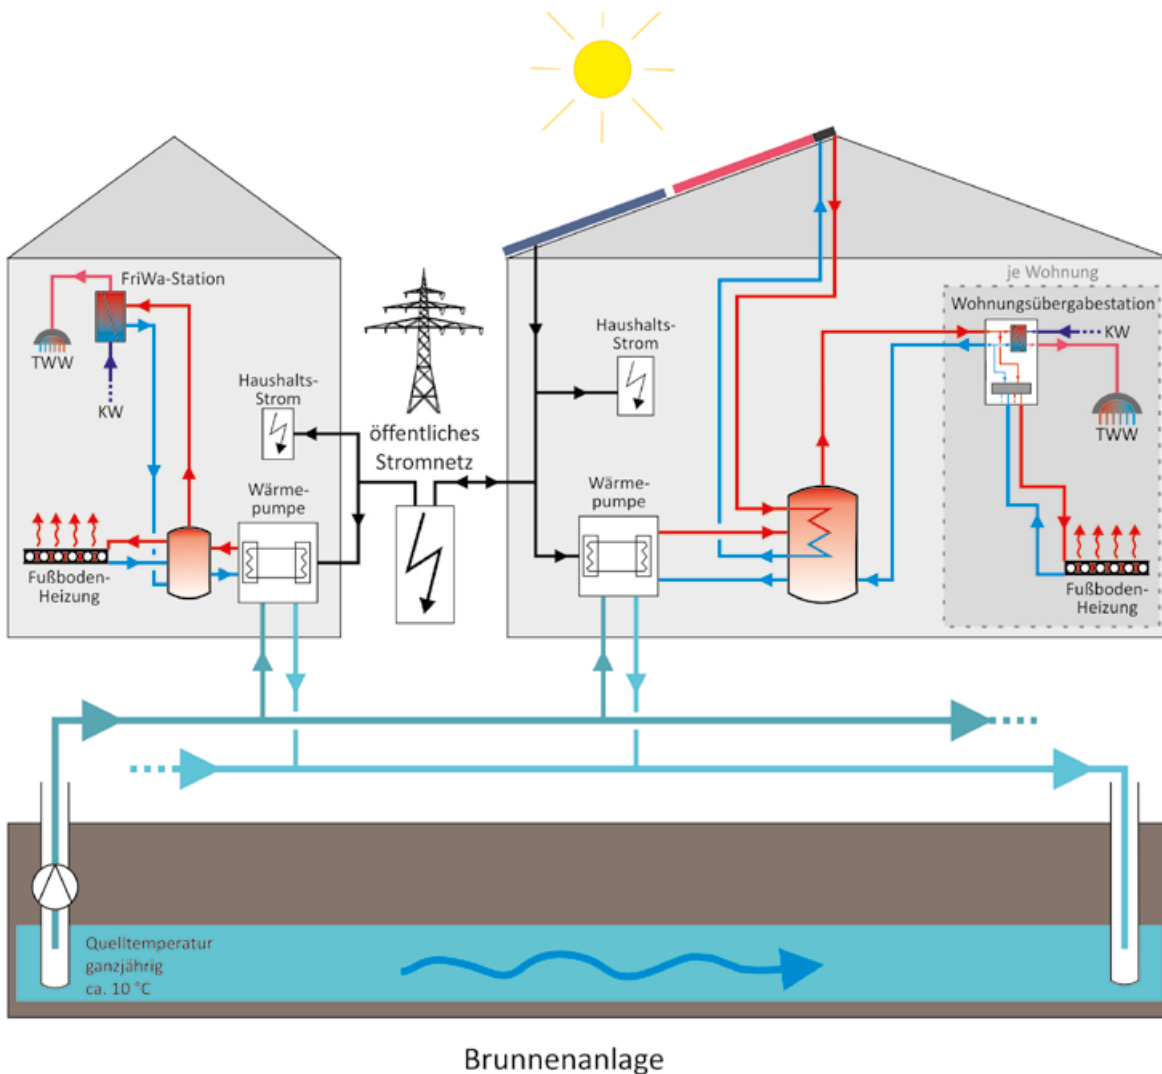 FriWa-Station
TWW
KW
Haushalts-
Strom
öffentliches
Stromnetz
Wärme-
pumpe
Fußboden-
Heizung
je Wohnung
Wohnungsübergabestation
KW
TWW
Haushalts-
Strom
Wärme-
pumpe
Fußboden-
Heizung
Quelltemperatur
ganzjährig
ca. 10 °C
Brunnenanlage